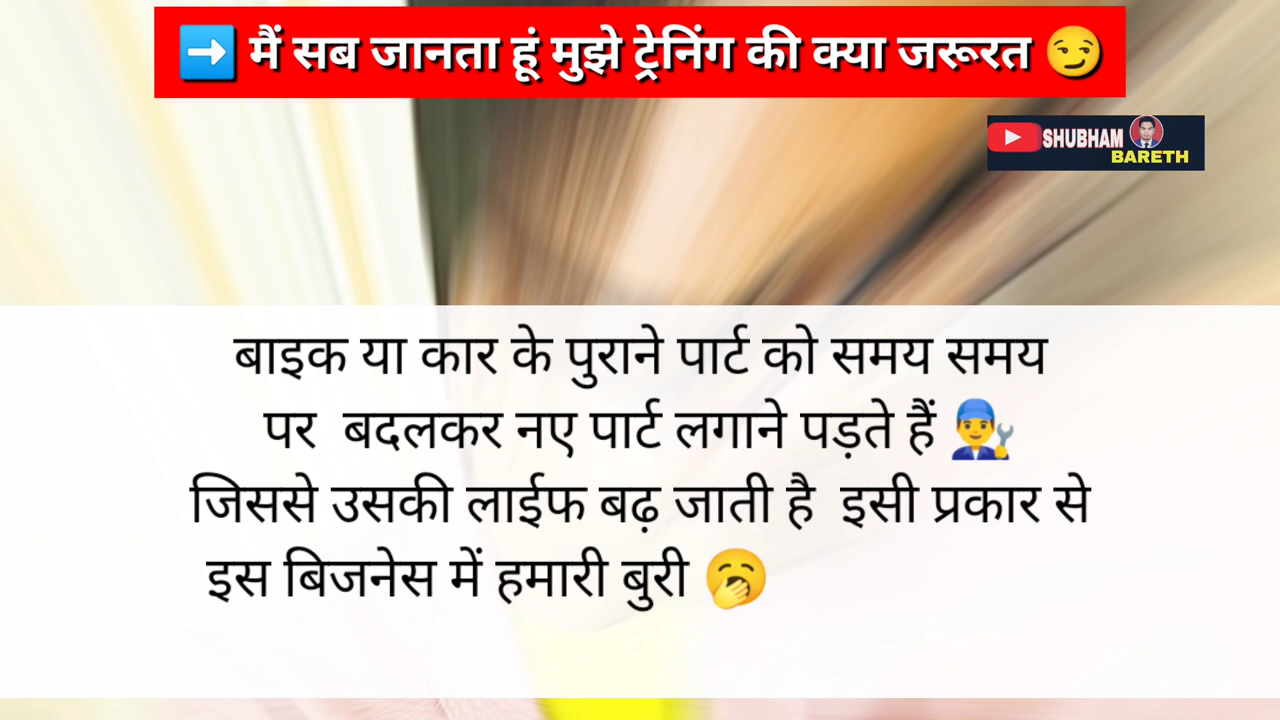 ➡️ मैं सब जानता हूं मुझे ट्रेनिंग की क्या जरूरत 😏
SHUBHAM
BARETH
बाइक या कार के पुराने पार्ट को समय समय
पर बदलकर नए पार्ट लगाने पड़ते हैं 👨‍🔧
जिससे उसकी लाईफ बढ़ जाती है इसी प्रकार से
इस बिजनेस में हमारी बुरी 🥱